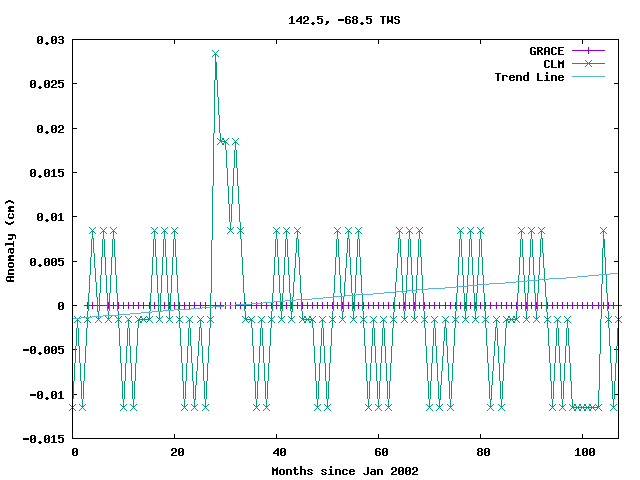 142.5, -68.5 TWS
GRACE
CLM
Trend Line
0.03
0.025
0.02
0.015
0.01
0.005
0
-0.005
-0.01
-0.015
Anomaly (cm)
0 20 40 60 80 100
Months since Jan 2002